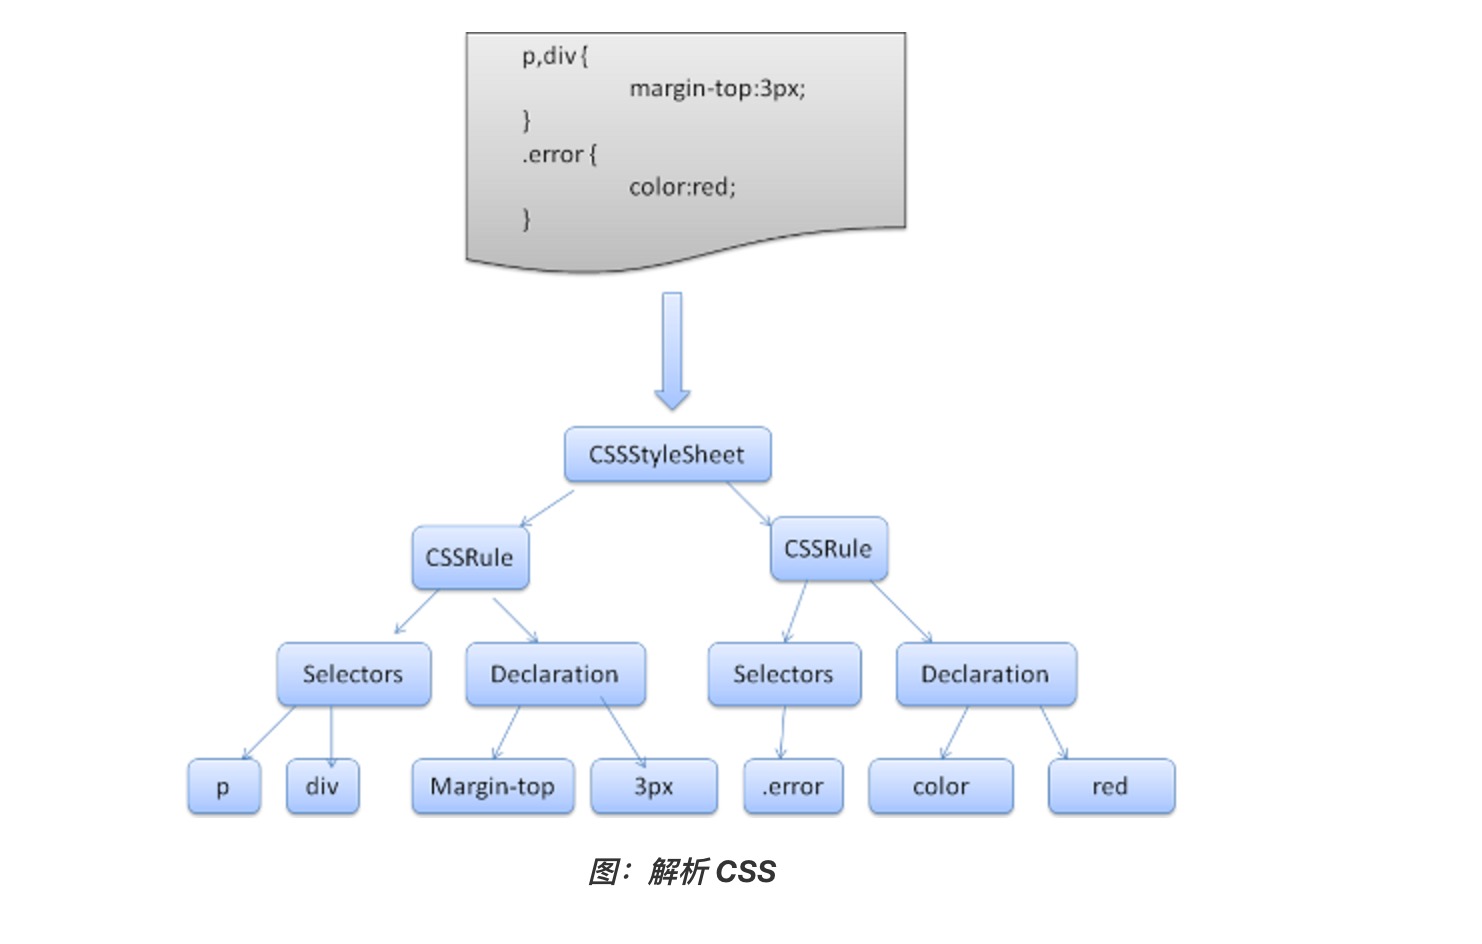 p,div {
margin-top:3px;
}
.error {
color:red;
}
CSSStyleSheet
CSSRule
CSSRule
Selectors
Declaration
Selectors
Declaration
p
div
Margin-top
3px
.error
color
red
图：解析 CSS